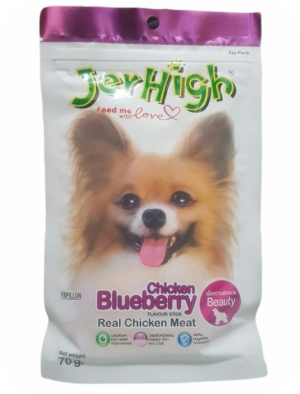 Zip Pack
JerHigh
Feed me
with love
Chicken
Blueberry
FLAVOUR STICK
Real Chicken Meat
PAPILLON
Beauty
Net weight
70 g.